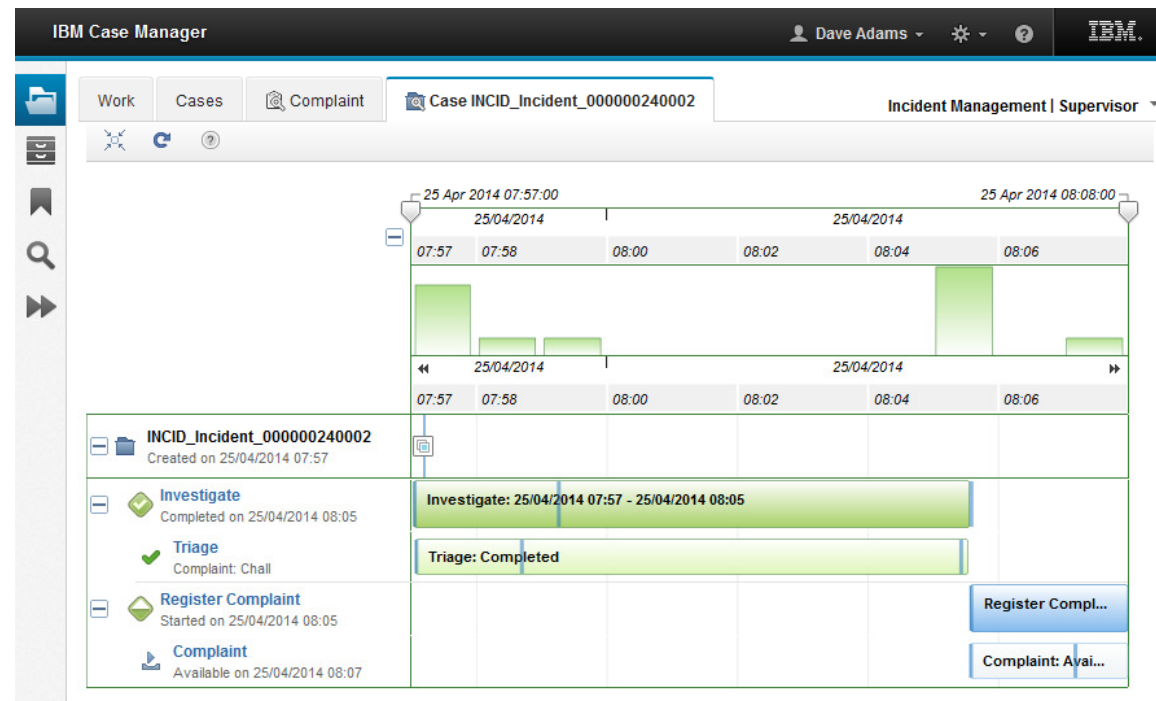 IBM Case Manager
Dave Adams
IBM.
Work
Cases
Complaint
Case INCID_Incident_000000240002
Incident Management | Supervisor
25 Apr 2014 07:57:00
25 Apr 2014 08:08:00
25/04/2014
25/04/2014
07:57
07:58
08:00
08:02
08:04
08:06
25/04/2014
25/04/2014
07:57
07:58
08:00
08:02
08:04
08:06
INCID_Incident_000000240002
Created on 25/04/2014 07:57
Investigate
Completed on 25/04/2014 08:05
Investigate: 25/04/2014 07:57 - 25/04/2014 08:05
Triage
Complaint: Chall
Triage: Completed
Register Complaint
Started on 25/04/2014 08:05
Register Compl...
Complaint
Available on 25/04/2014 08:07
Complaint: Avai...